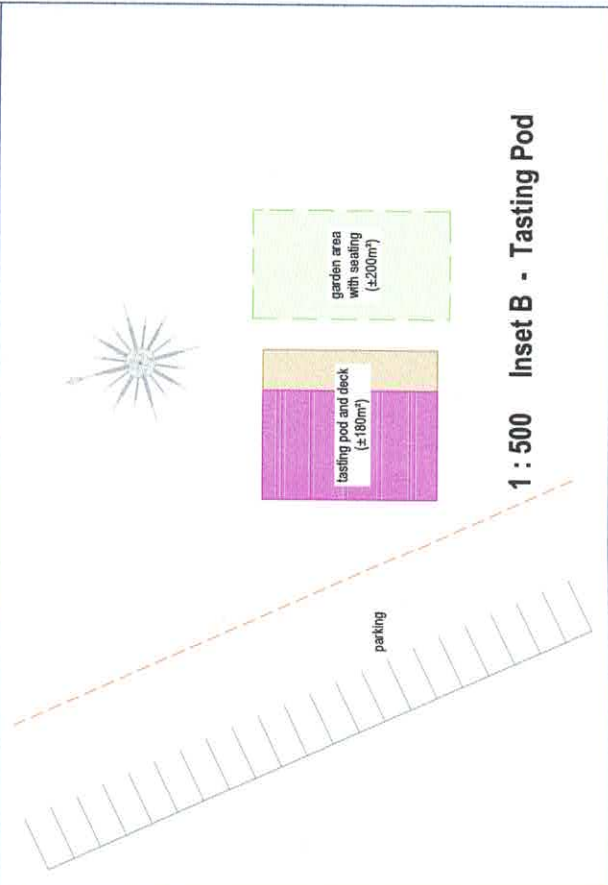 garden area
with seating
(±200m²)
tasting pod and deck
(±180m²)
parking
1 : 500 Inset B - Tasting Pod